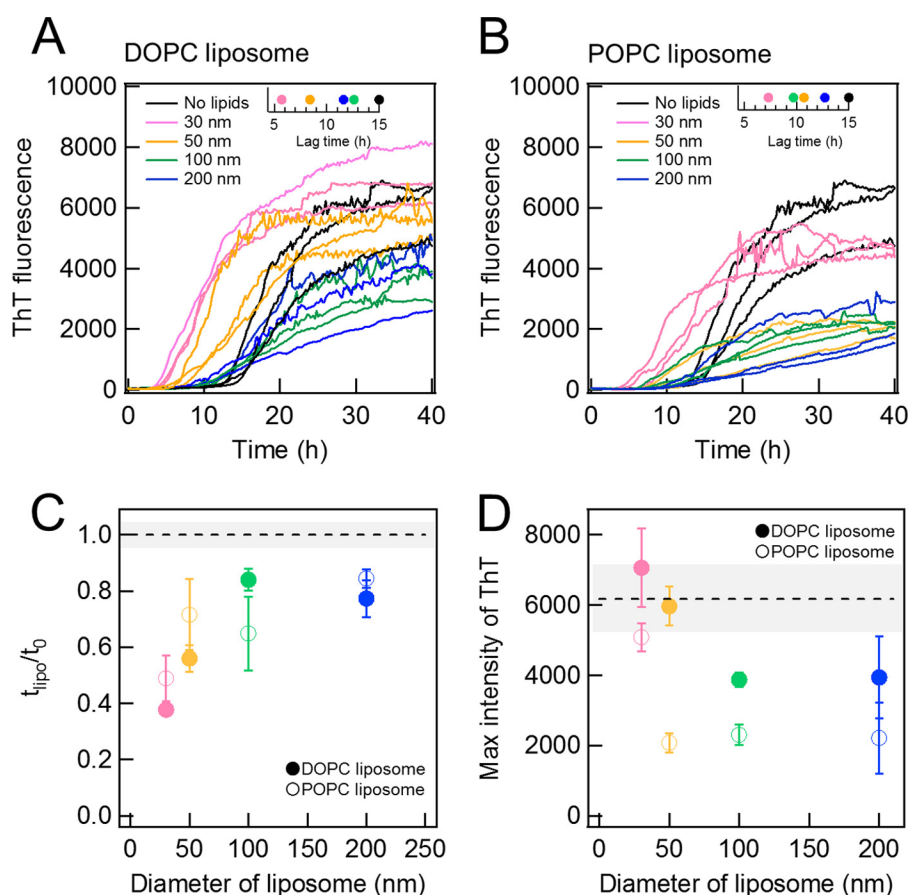 A
DOPC liposome
10000
8000
6000
4000
2000
0
ThT fluorescence
No lipids
30 nm
50 nm
100 nm
200 nm
5 10 15
Lag time (h)
0 10 20 30 40
Time (h)
B
POPC liposome
10000
8000
6000
4000
2000
0
ThT fluorescence
No lipids
30 nm
50 nm
100 nm
200 nm
5 10 15
Lag time (h)
0 10 20 30 40
Time (h)
C
1.0
0.8
0.6
0.4
0.2
0.0
tlipo/t0
DOPC liposome
POPC liposome
0 50 100 150 200 250
Diameter of liposome (nm)
D
8000
6000
4000
2000
0
Max intensity of ThT
DOPC liposome
POPC liposome
0 50 100 150 200
Diameter of liposome (nm)